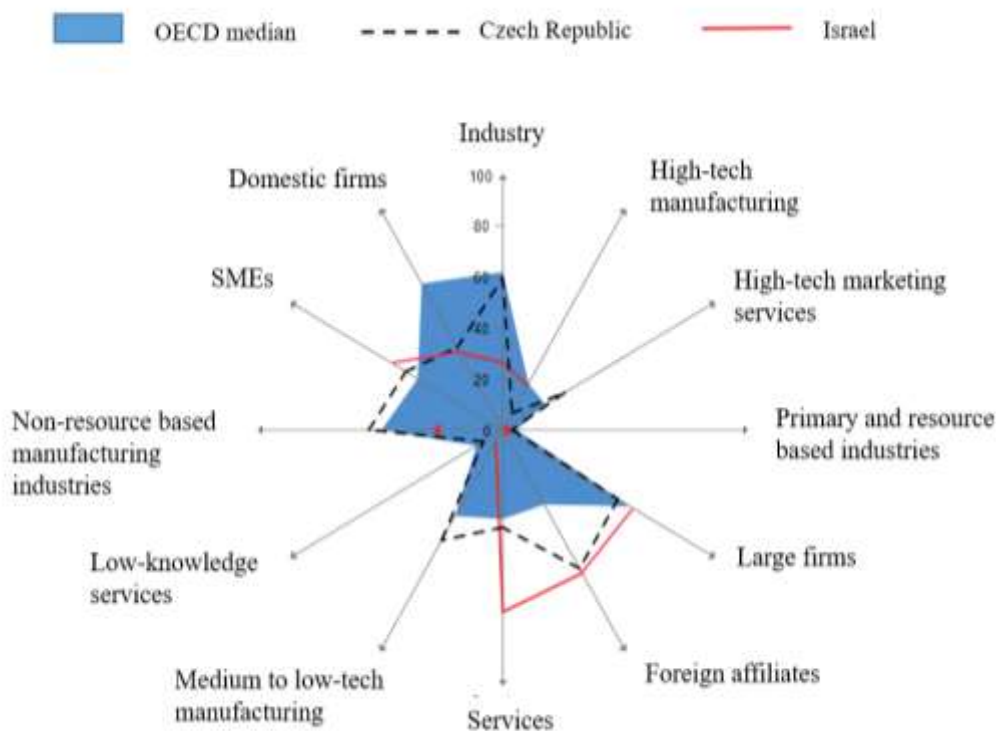 OECD median
Czech Republic
Israel
Industry
Domestic firms
High-tech
manufacturing
SMEs
High-tech marketing
services
100
80
60
40
20
0
Non-resource based
manufacturing
industries
Primary and resource
based industries
Low-knowledge
services
Large firms
Medium to low-tech
manufacturing
Foreign affiliates
Services